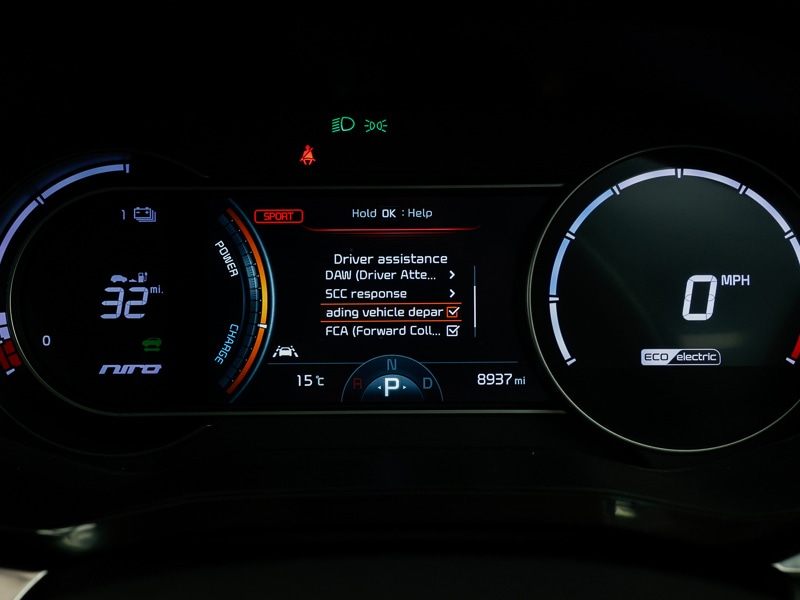 1
SPORT
Hold OK : Help
POWER
Driver assistance
DAW (Driver Atte...
SCC response
ading vehicle depar
FCA (Forward Coll...
32 mi.
0 MPH
0
CHARGE
niro
ECO electric
15°C
N
R P D
8937 mi